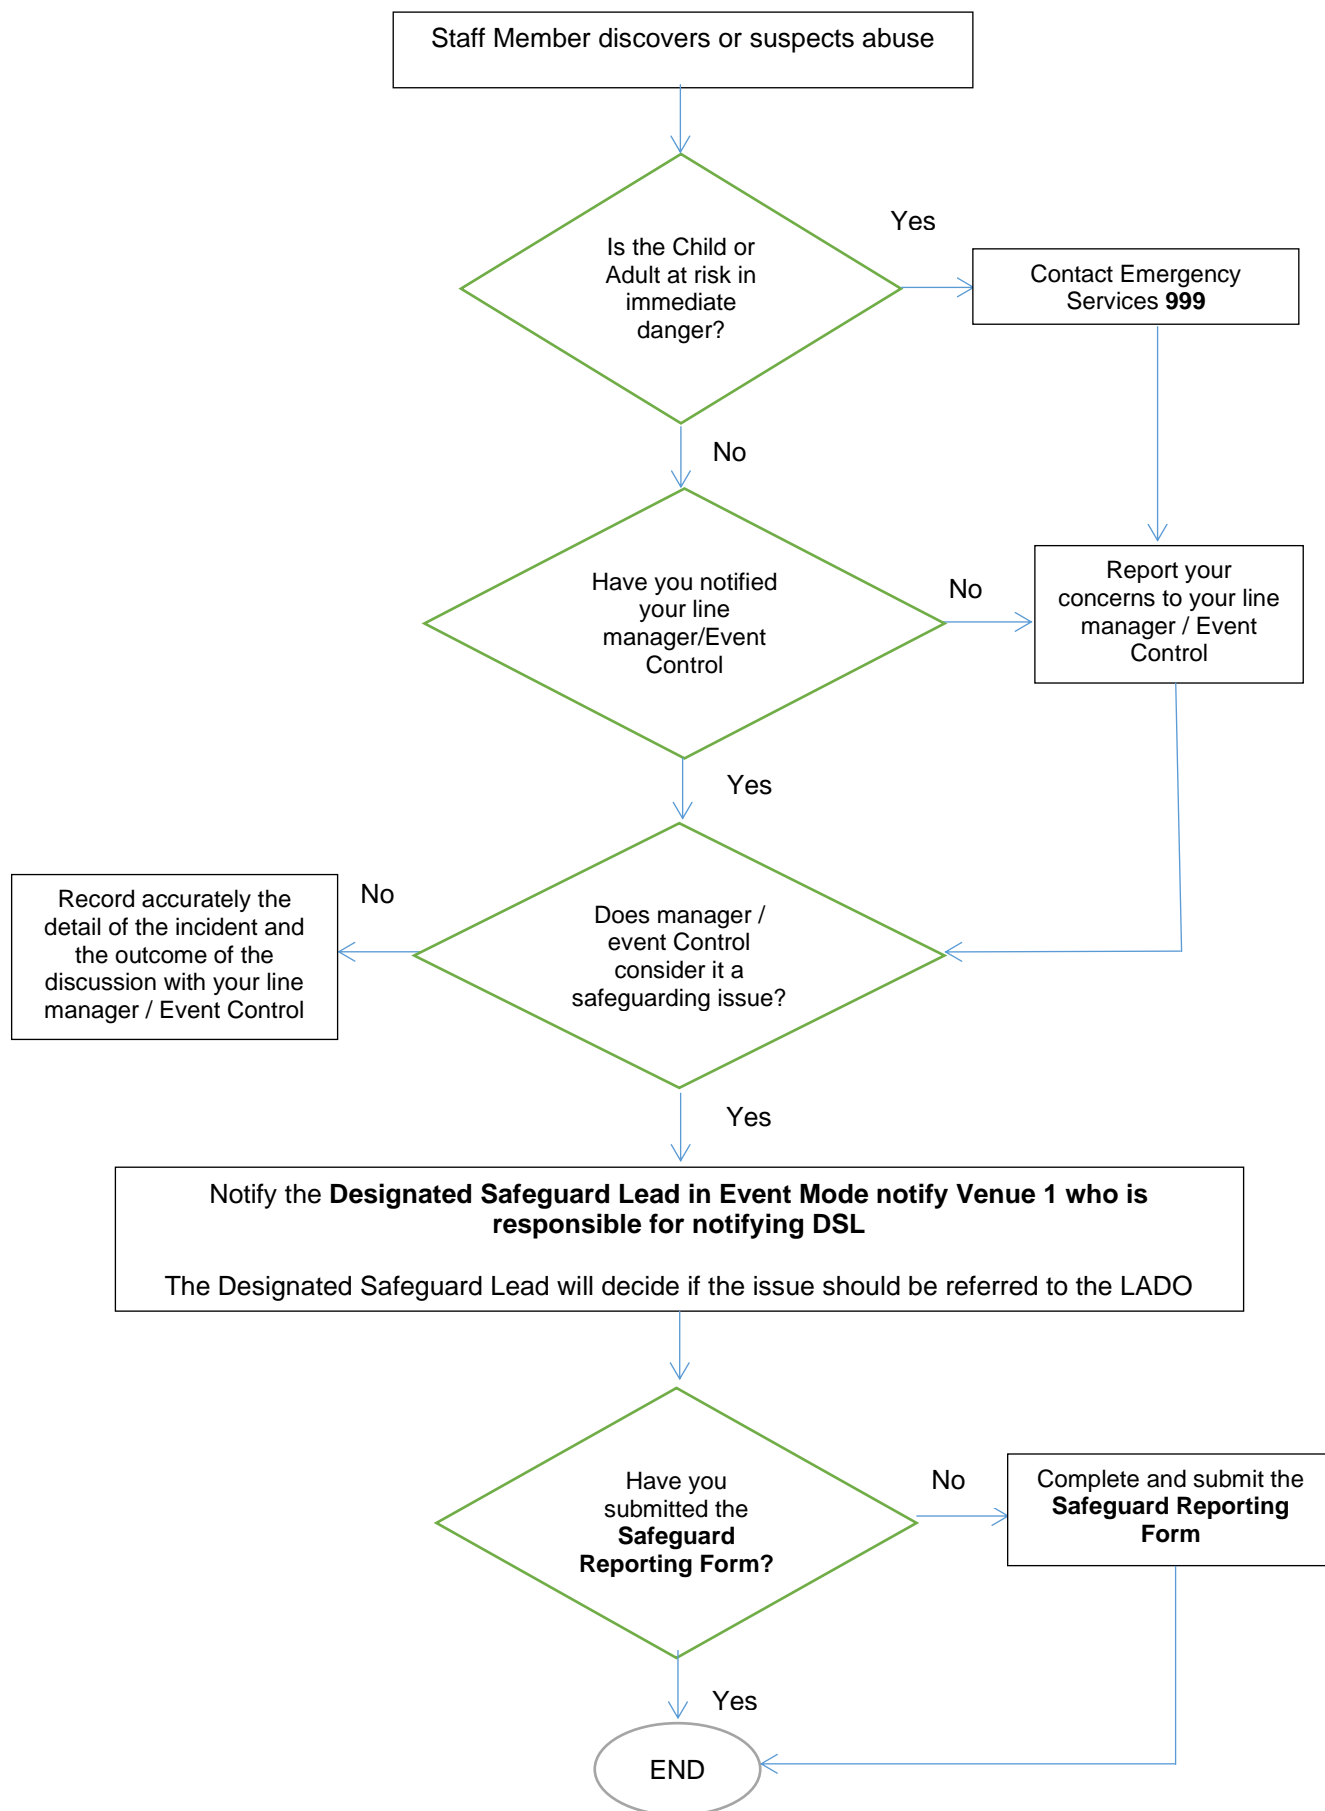 Staff Member discovers or suspects abuse
Yes
Is the Child or
Adult at risk in
immediate
danger?
Contact Emergency
Services 999
No
Have you notified
your line
manager/Event
Control
No
Report your
concerns to your line
manager / Event
Control
Yes
Record accurately the
detail of the incident and
the outcome of the
discussion with your line
manager / Event Control
No
Does manager /
event Control
consider it a
safeguarding issue?
Yes
Notify the Designated Safeguard Lead in Event Mode notify Venue 1 who is
responsible for notifying DSL
The Designated Safeguard Lead will decide if the issue should be referred to the LADO
Have you
submitted the
Safeguard
Reporting Form?
No
Complete and submit the
Safeguard Reporting
Form
Yes
END